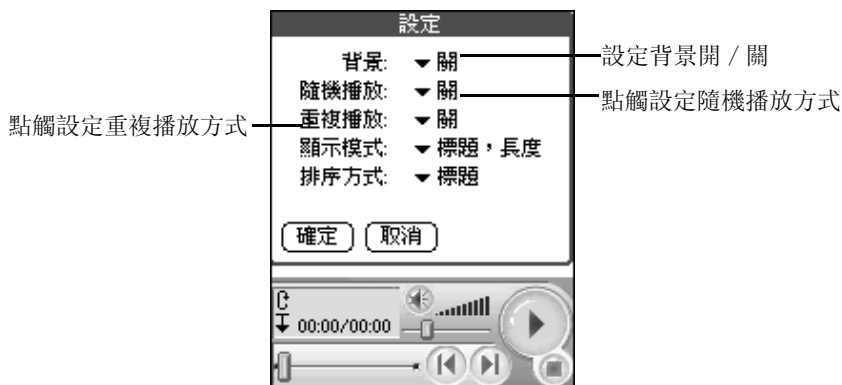 設定
背景: 關
設定背景開 / 關
隨機播放: 關
點觸設定隨機播放方式
點觸設定重複播放方式
重複播放: 關
顯示模式: 標題，長度
排序方式: 標題
確定 取消
00:00/00:00